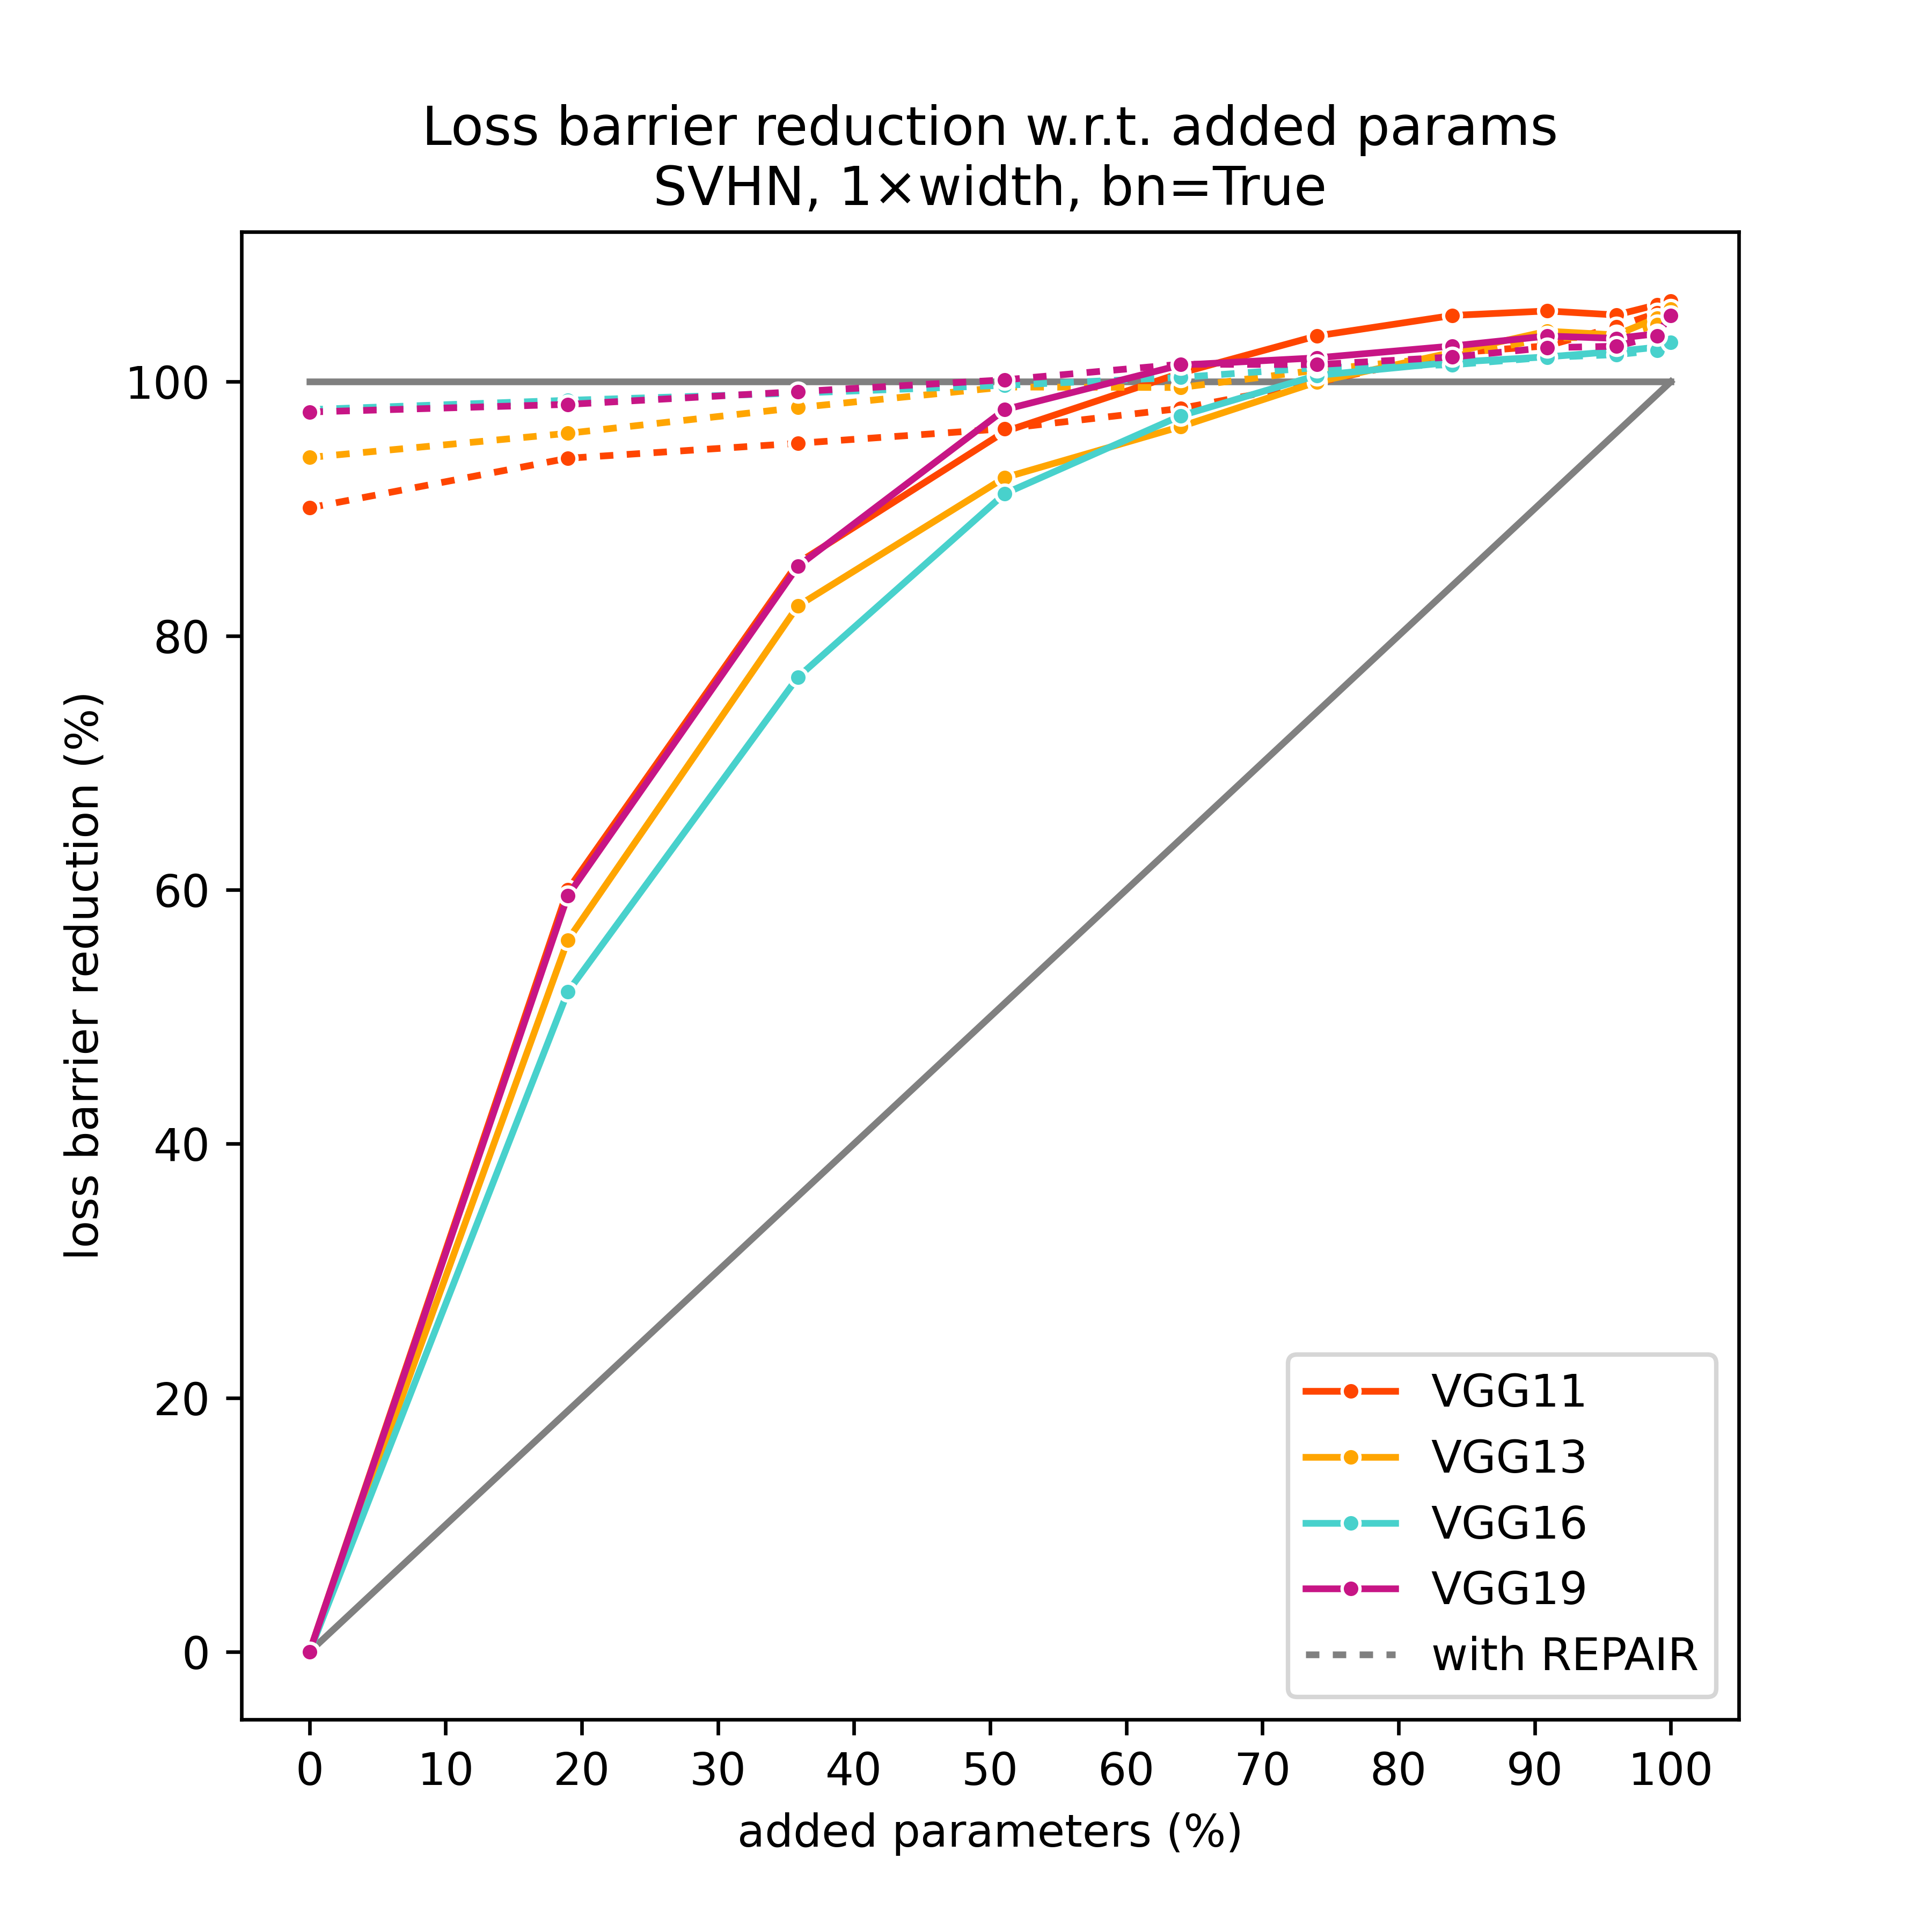 Loss barrier reduction w.r.t. added params
SVHN, 1×width, bn=True
loss barrier reduction (%)
100
80
60
40
20
0
0 10 20 30 40 50 60 70 80 90 100
added parameters (%)
VGG11
VGG13
VGG16
VGG19
with REPAIR